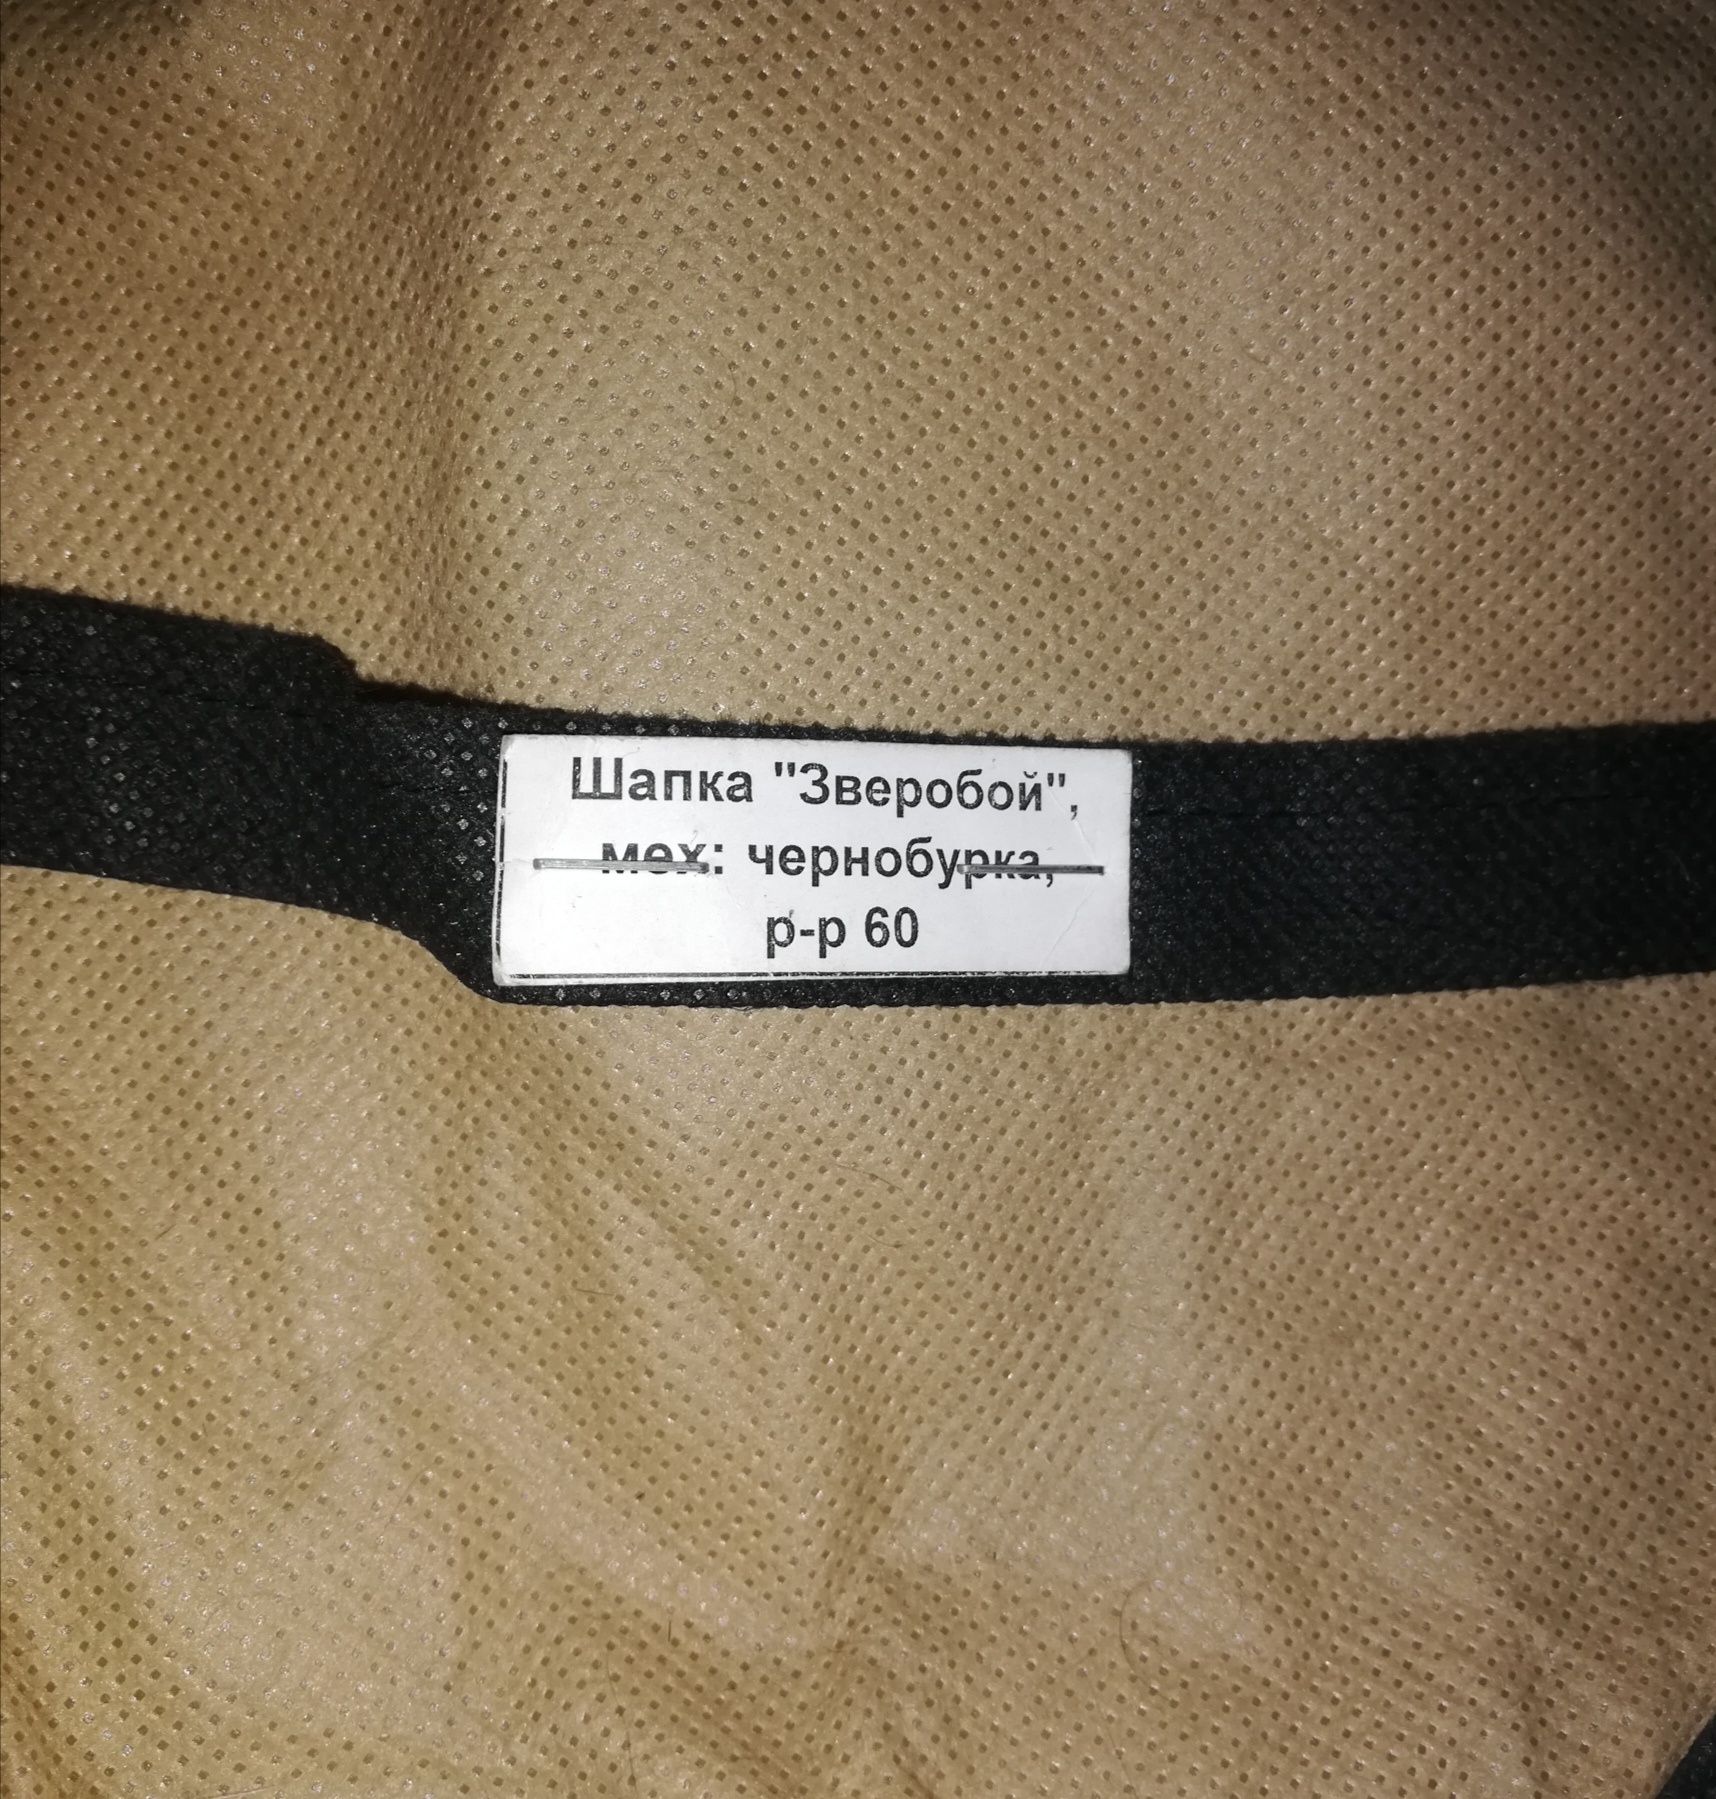 Шапка "Зверобой",
мех: чернобурка,
р-р 60